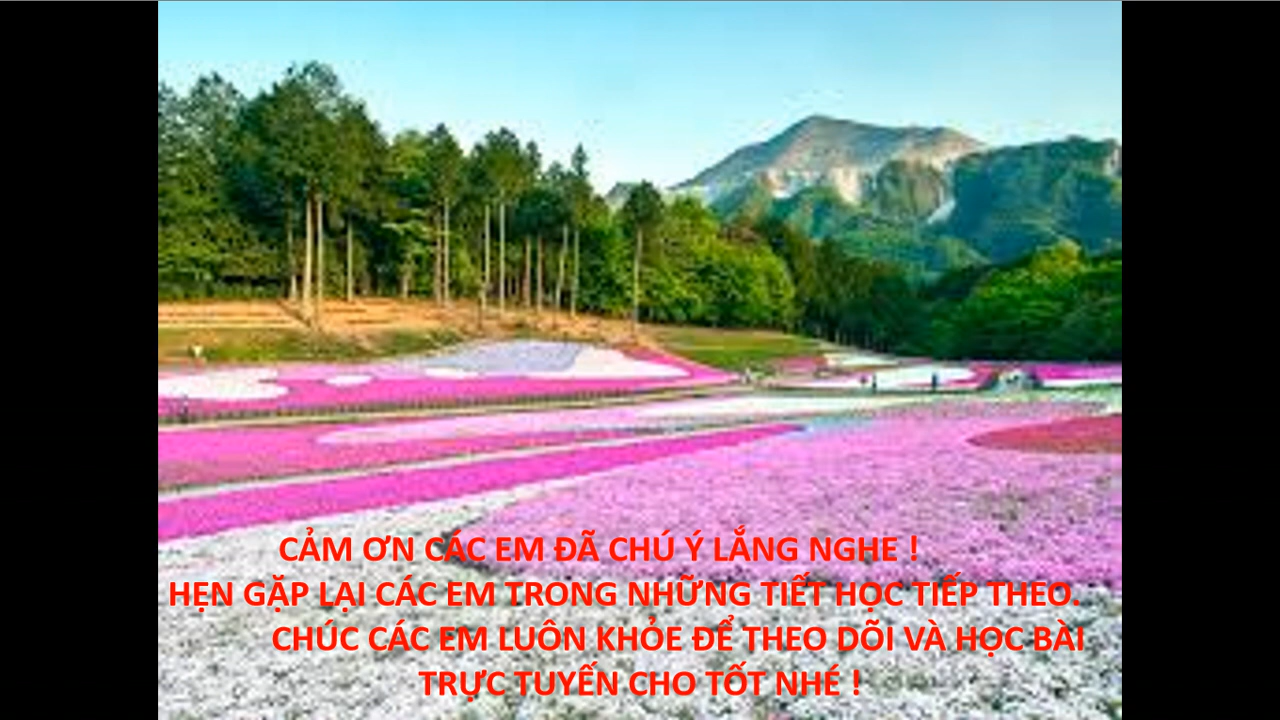 CẢM ƠN CÁC EM ĐÃ CHÚ Ý LẮNG NGHE !
HẸN GẶP LẠI CÁC EM TRONG NHỮNG TIẾT HỌC TIẾP THEO.
CHÚC CÁC EM LUÔN KHỎE ĐỂ THEO DÕI VÀ HỌC BÀI
TRỰC TUYẾN CHO TỐT NHÉ !